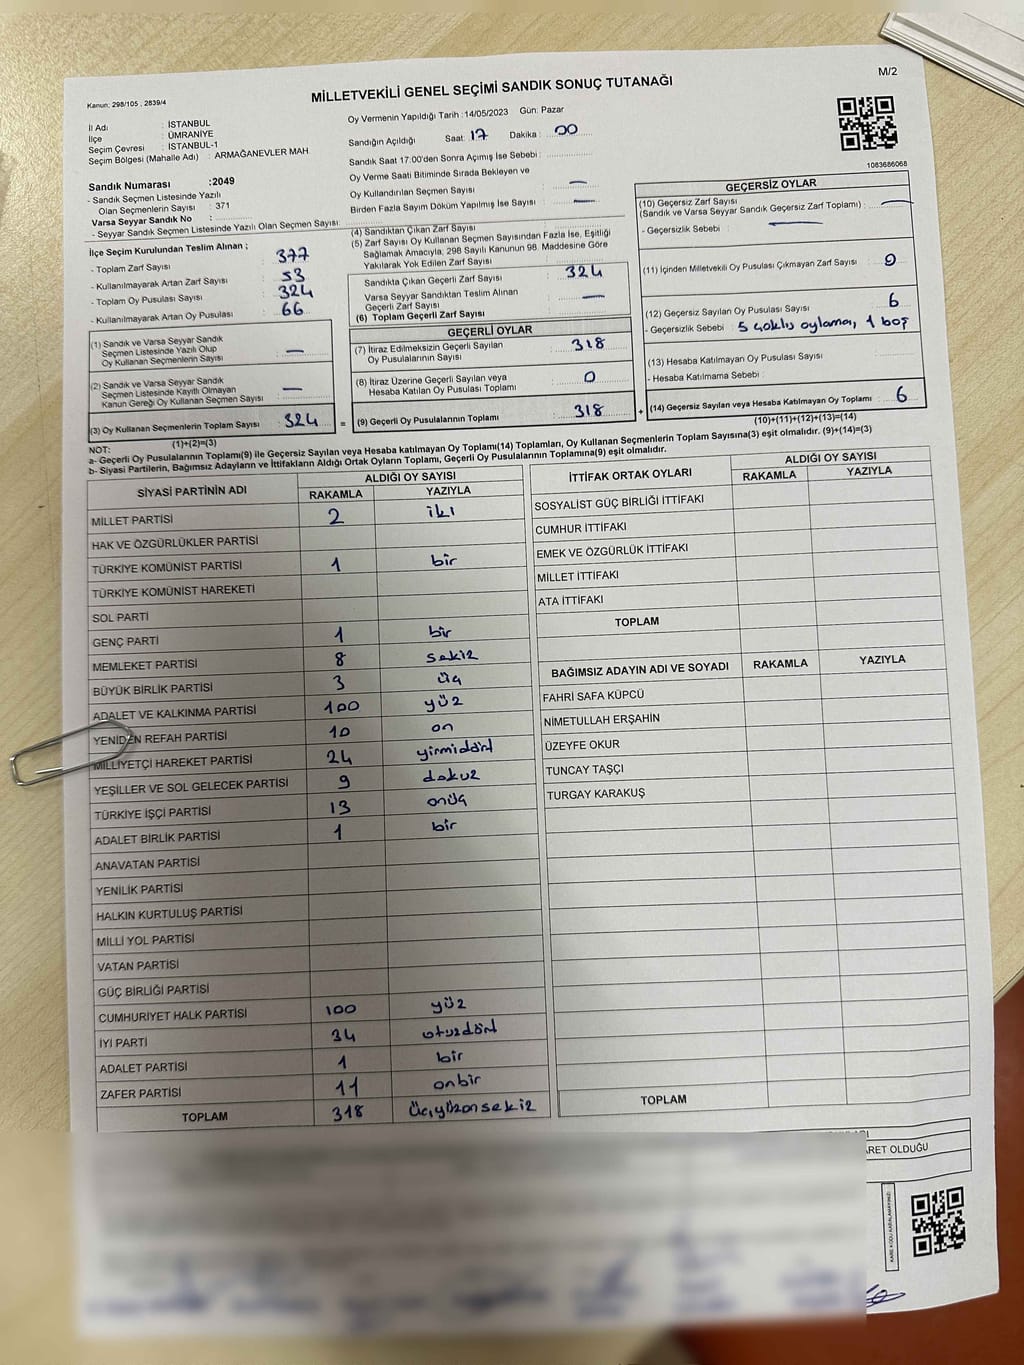 M/2
Kanun: 298/105 , 2839/4
MİLLETVEKİLİ GENEL SEÇİMİ SANDIK SONUÇ TUTANAĞI
İl Adı : İSTANBUL
İlçe : ÜMRANİYE
Seçim Çevresi : İSTANBUL-1
Seçim Bölgesi (Mahalle Adı) : ARMAĞANEVLER MAH.
Sandık Numarası :2049
- Sandık Seçmen Listesinde Yazılı
Olan Seçmenlerin Sayısı : 371
Varsa Seyyar Sandık No :
- Seyyar Sandık Seçmen Listesinde Yazılı Olan Seçmen Sayısı:
Oy Vermenin Yapıldığı Tarih :14/05/2023 Gün: Pazar
Sandığın Açıldığı Saat: 17 Dakika : 00
Sandık Saat 17:00'den Sonra Açımış İse Sebebi :
Oy Verme Saati Bitiminde Sırada Bekleyen ve
Oy Kullandırılan Seçmen Sayısı : —
Birden Fazla Sayım Döküm Yapılmış İse Sayısı : —
1083686068
İlçe Seçim Kurulundan Teslim Alınan ;
- Toplam Zarf Sayısı : 377
- Kullanılmayarak Artan Zarf Sayısı : 53
- Toplam Oy Pusulası Sayısı : 324
- Kullanılmayarak Artan Oy Pusulası : 66
(4) Sandıktan Çıkan Zarf Sayısı
(5) Zarf Sayısı Oy Kullanan Seçmen Sayısından Fazla İse, Eşitliği
Sağlamak Amacıyla, 298 Sayılı Kanunun 98. Maddesine Göre
Yakılarak Yok Edilen Zarf Sayısı :
Sandıkta Çıkan Geçerli Zarf Sayısı : 324
Varsa Seyyar Sandıktan Teslim Alınan
Geçerli Zarf Sayısı : —
(6) Toplam Geçerli Zarf Sayısı :
GEÇERSİZ OYLAR
(10) Geçersiz Zarf Sayısı
(Sandık ve Varsa Seyyar Sandık Geçersiz Zarf Toplamı) : —
- Geçersizlik Sebebi : —
(11) İçinden Milletvekili Oy Pusulası Çıkmayan Zarf Sayısı : 0
(12) Geçersiz Sayılan Oy Pusulası Sayısı : 6
- Geçersizlik Sebebi : 5 çoklu oylama, 1 boş
(13) Hesaba Katılmayan Oy Pusulası Sayısı
- Hesaba Katılmama Sebebi :
(14) Geçersiz Sayılan veya Hesaba Katılmayan Oy Toplamı : 6
(10)+(11)+(12)+(13)=(14)
(1) Sandık ve Varsa Seyyar Sandık
Seçmen Listesinde Yazılı Olup
Oy Kullanan Seçmenlerin Sayısı : —
(2) Sandık ve Varsa Seyyar Sandık
Seçmen Listesinde Kayıtlı Olmayan
Kanun Gereği Oy Kullanan Seçmen Sayısı : —
(3) Oy Kullanan Seçmenlerin Toplam Sayısı : 324 =
(1)+(2)=(3)
GEÇERLİ OYLAR
(7) İtiraz Edilmeksizin Geçerli Sayılan
Oy Pusulalarının Sayısı : 318
(8) İtiraz Üzerine Geçerli Sayılan veya
Hesaba Katılan Oy Pusulası Toplamı : 0
(9) Geçerli Oy Pusulalarının Toplamı : 318 +
NOT:
a- Geçerli Oy Pusulalarının Toplamı(9) ile Geçersiz Sayılan veya Hesaba katılmayan Oy Toplamı(14) Toplamları, Oy Kullanan Seçmenlerin Toplam Sayısına(3) eşit olmalıdır. (9)+(14)=(3)
b- Siyasi Partilerin, Bağımsız Adayların ve İttifakların Aldığı Ortak Oyların Toplamı, Geçerli Oy Pusulalarının Toplamına(9) eşit olmalıdır.
SİYASİ PARTİNİN ADI ALDIĞI OY SAYISI
RAKAMLA YAZIYLA
MİLLET PARTİSİ 2 iki
HAK VE ÖZGÜRLÜKLER PARTİSİ
TÜRKİYE KOMÜNİST PARTİSİ 1 bir
TÜRKİYE KOMÜNİST HAREKETİ
SOL PARTİ
GENÇ PARTİ 1 bir
MEMLEKET PARTİSİ 8 sekiz
BÜYÜK BİRLİK PARTİSİ 3 üç
ADALET VE KALKINMA PARTİSİ 100 yüz
YENİDEN REFAH PARTİSİ 10 on
MİLLİYETÇİ HAREKET PARTİSİ 24 yirmidört
YEŞİLLER VE SOL GELECEK PARTİSİ 9 dokuz
TÜRKİYE İŞÇİ PARTİSİ 13 onüç
ADALET BİRLİK PARTİSİ 1 bir
ANAVATAN PARTİSİ
YENİLİK PARTİSİ
HALKIN KURTULUŞ PARTİSİ
MİLLİ YOL PARTİSİ
VATAN PARTİSİ
GÜÇ BİRLİĞİ PARTİSİ
CUMHURİYET HALK PARTİSİ 100 yüz
İYİ PARTİ 34 otuzdört
ADALET PARTİSİ 1 bir
ZAFER PARTİSİ 11 onbir
TOPLAM 318 üçyüzonsekiz
İTTİFAK ORTAK OYLARI ALDIĞI OY SAYISI
RAKAMLA YAZIYLA
SOSYALİST GÜÇ BİRLİĞİ İTTİFAKI
CUMHUR İTTİFAKI
EMEK VE ÖZGÜRLÜK İTTİFAKI
MİLLET İTTİFAKI
ATA İTTİFAKI
TOPLAM
BAĞIMSIZ ADAYIN ADI VE SOYADI RAKAMLA YAZIYLA
FAHRİ SAFA KÜPCÜ
NİMETULLAH ERŞAHİN
ÜZEYFE OKUR
TUNCAY TAŞÇI
TURGAY KARAKUŞ
TOPLAM
ARET OLDUĞU
KARE KODU KARALAMAYINIZ!